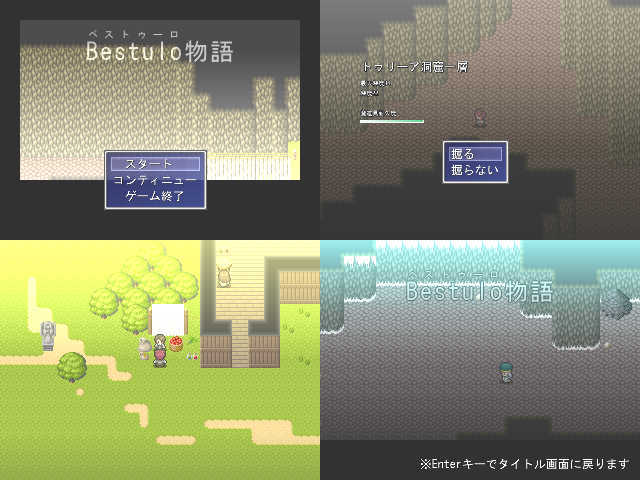 ベストゥーロ
Bestulo物語
スタート
コンティニュー
ゲーム終了
トゥリーア洞窟一層
掘る
掘らない
ベストゥーロ
Bestulo物語
※Enterキーでタイトル画面に戻ります